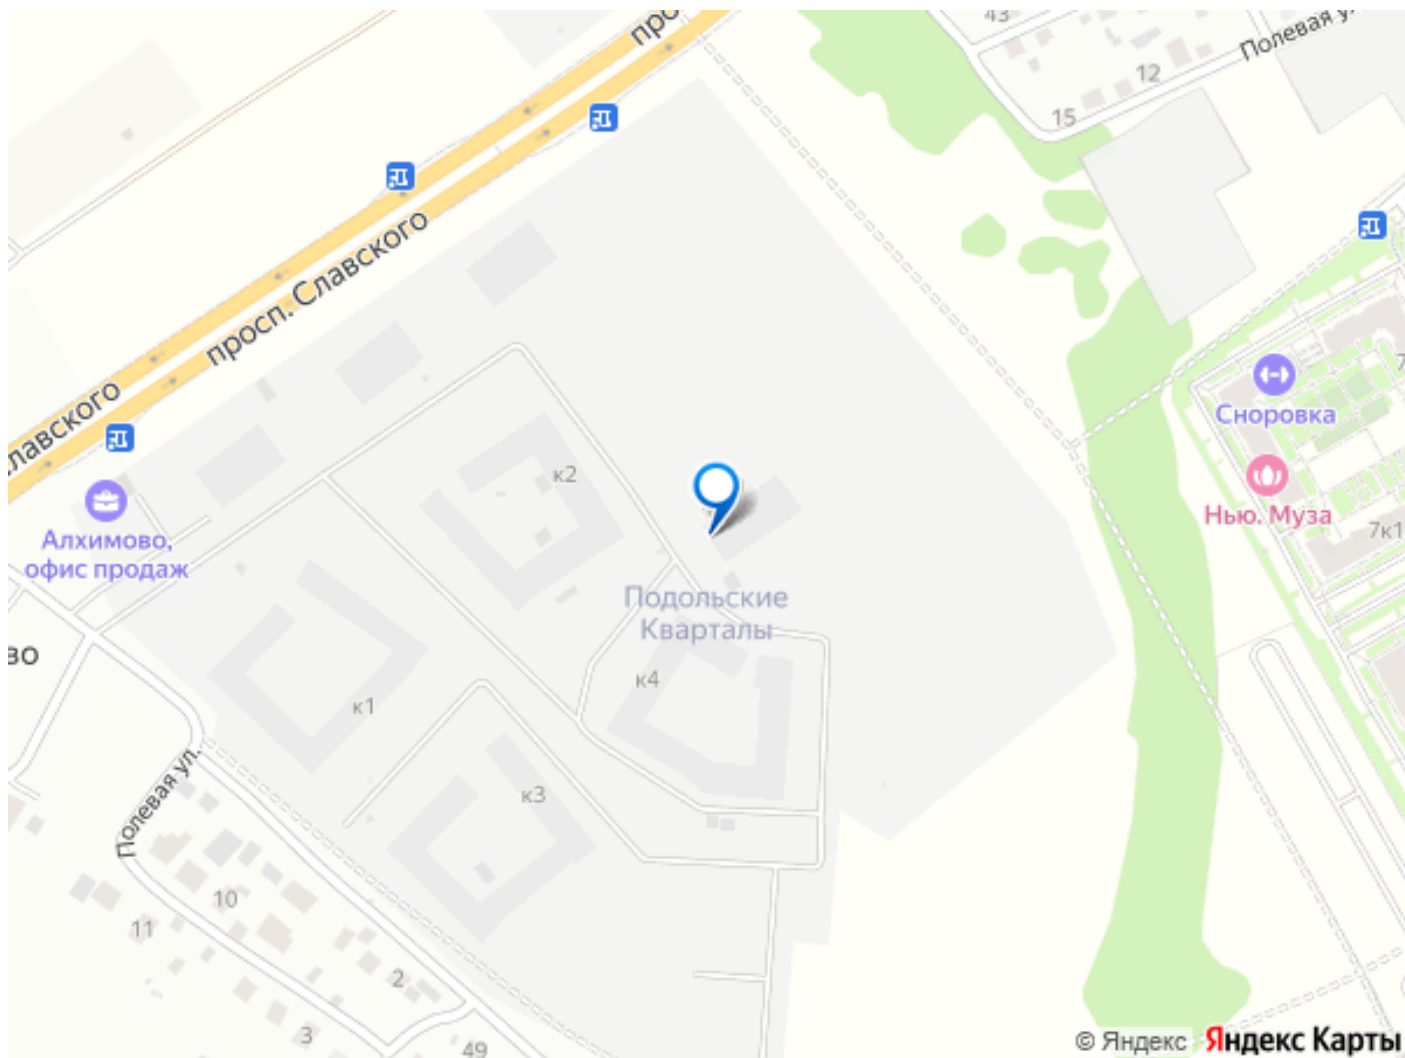 43
Полевая у
12
15
просп. Славского
лавского
Сноровка
Нью. Муза
7
7к1
к2
Алхимово,
офис продаж
Подольские
Кварталы
во
к4
к1
к3
Полевая ул.
10
11
2
3
49
© Яндекс Яндекс Карты